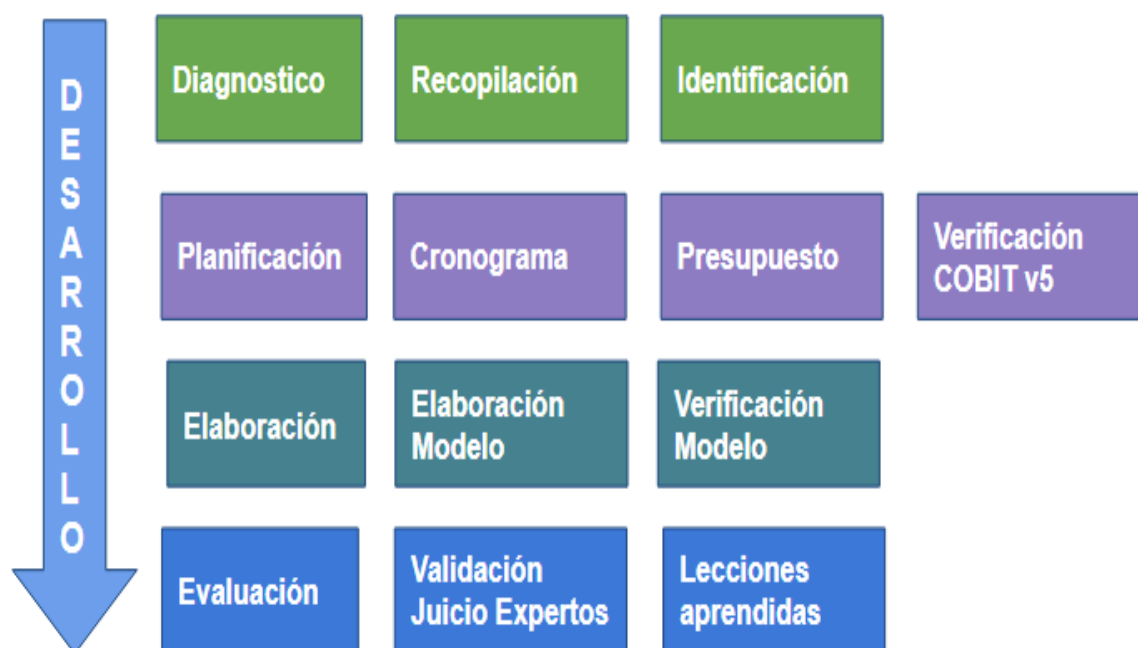 DESARROLLO
Diagnostico
Recopilación
Identificación
Planificación
Cronograma
Presupuesto
Verificación
COBIT v5
Elaboración
Elaboración
Modelo
Verificación
Modelo
Evaluación
Validación
Juicio Expertos
Lecciones
aprendidas